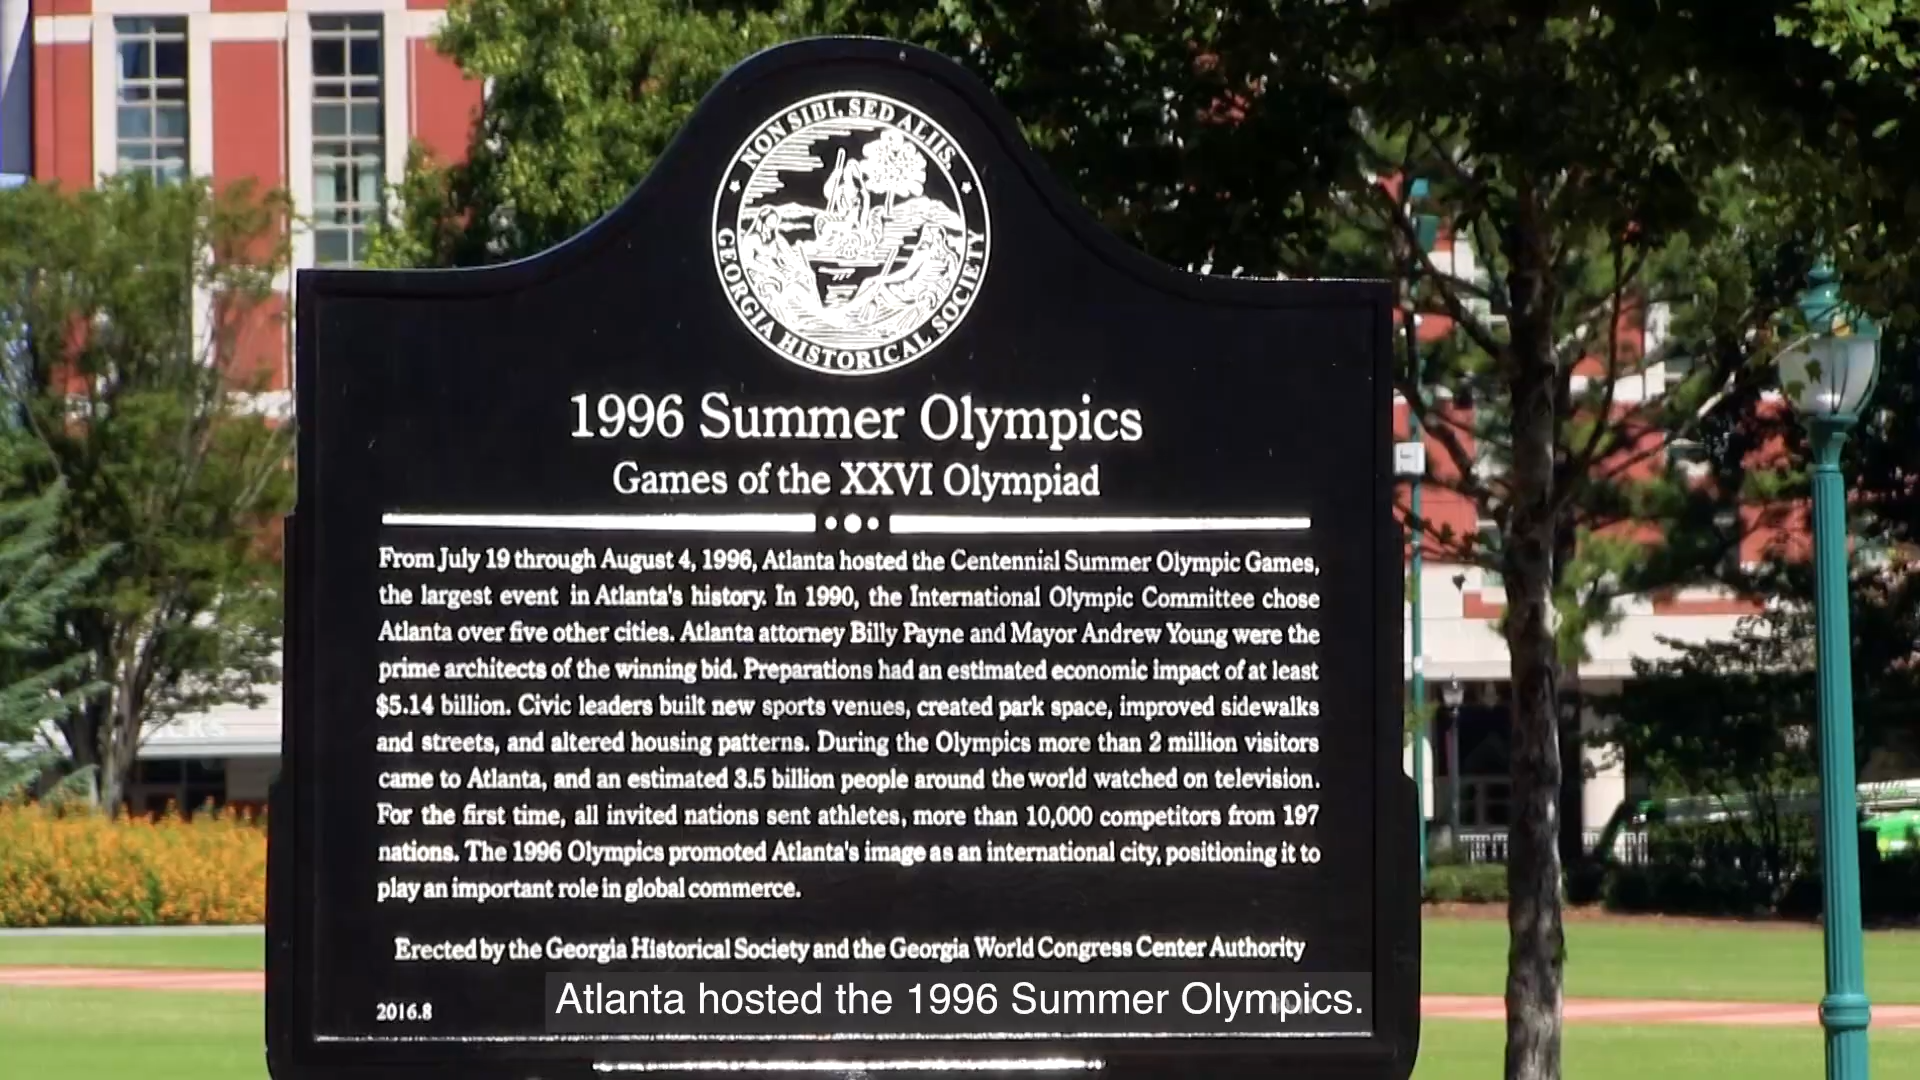 NON SIBI, SED ALIIS.
GEORGIA HISTORICAL SOCIETY
1996 Summer Olympics
Games of the XXVI Olympiad
From July 19 through August 4, 1996, Atlanta hosted the Centennial Summer Olympic Games,
the largest event in Atlanta's history. In 1990, the International Olympic Committee chose
Atlanta over five other cities. Atlanta attorney Billy Payne and Mayor Andrew Young were the
prime architects of the winning bid. Preparations had an estimated economic impact of at least
$5.14 billion. Civic leaders built new sports venues, created park space, improved sidewalks
and streets, and altered housing patterns. During the Olympics more than 2 million visitors
came to Atlanta, and an estimated 3.5 billion people around the world watched on television.
For the first time, all invited nations sent athletes, more than 10,000 competitors from 197
nations. The 1996 Olympics promoted Atlanta's image as an international city, positioning it to
play an important role in global commerce.
Erected by the Georgia Historical Society and the Georgia World Congress Center Authority
2016.8
Atlanta hosted the 1996 Summer Olympics.